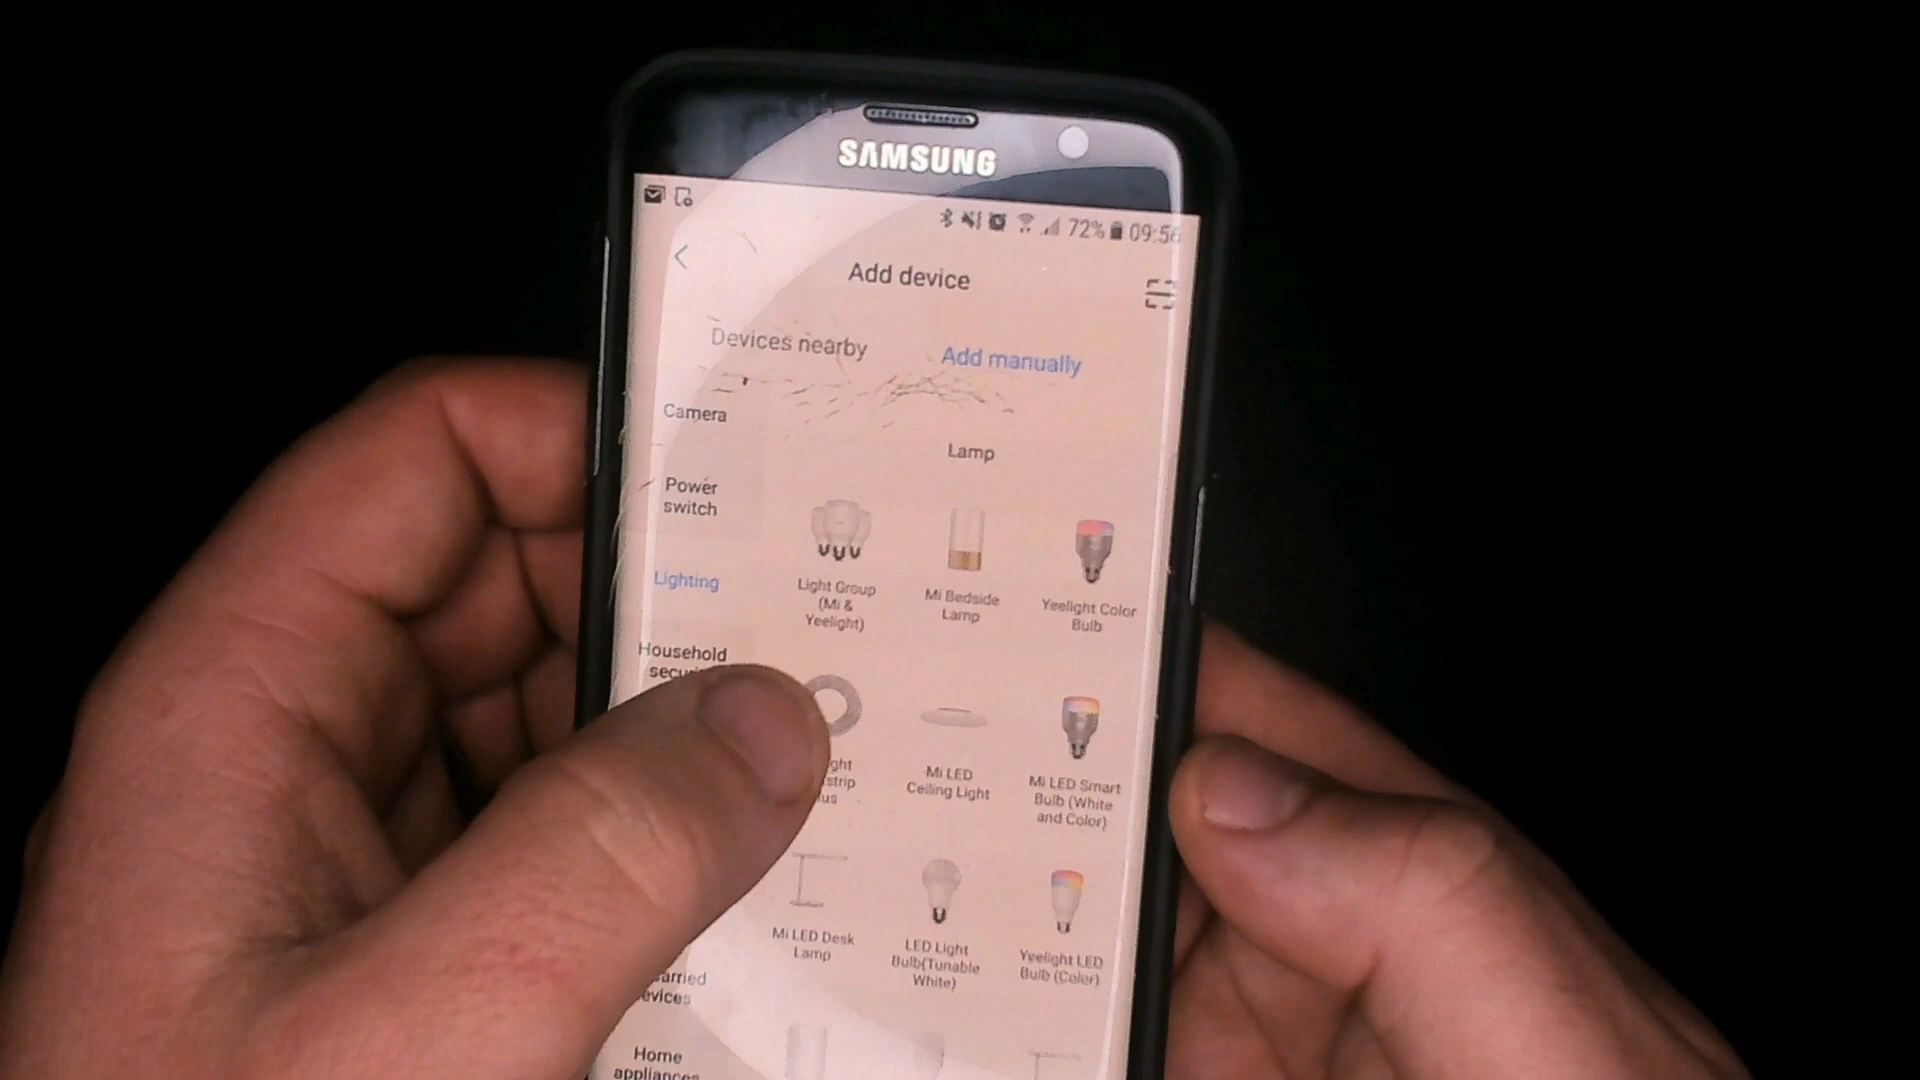 SAMSUNG
72% 09:56
Add device
Devices nearby
Add manually
Camera
Power
switch
Lighting
Household
Home
Lamp
Light Group
(Mi &
Yeelight)
Mi Bedside
Lamp
Yeelight Color
Bulb
Mi LED
Ceiling Light
Mi LED Smart
Bulb (White
and Color)
Mi LED Desk
Lamp
LED Light
Bulb(Tunable
White)
Yeelight LED
Bulb (Color)